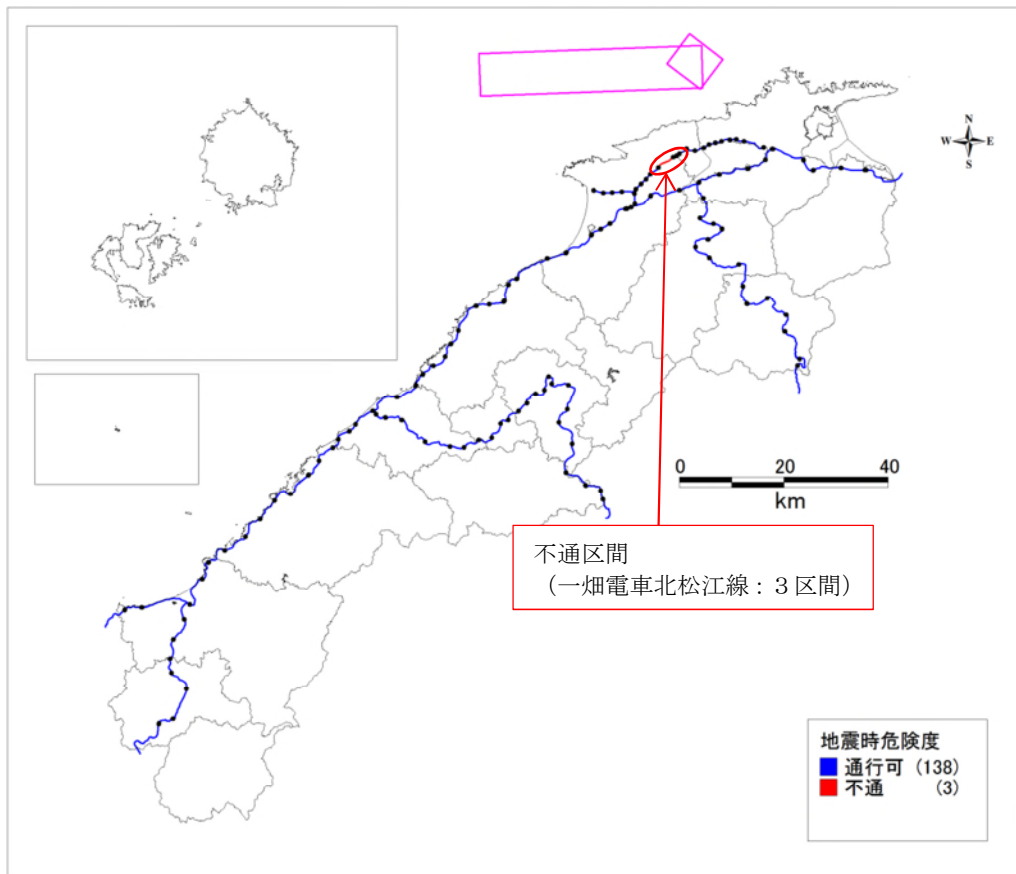 N
W E
S
0 20 40
km
不通区間
（一畑電車北松江線：３区間）
地震時危険度
通行可 (138)
不通 (3)